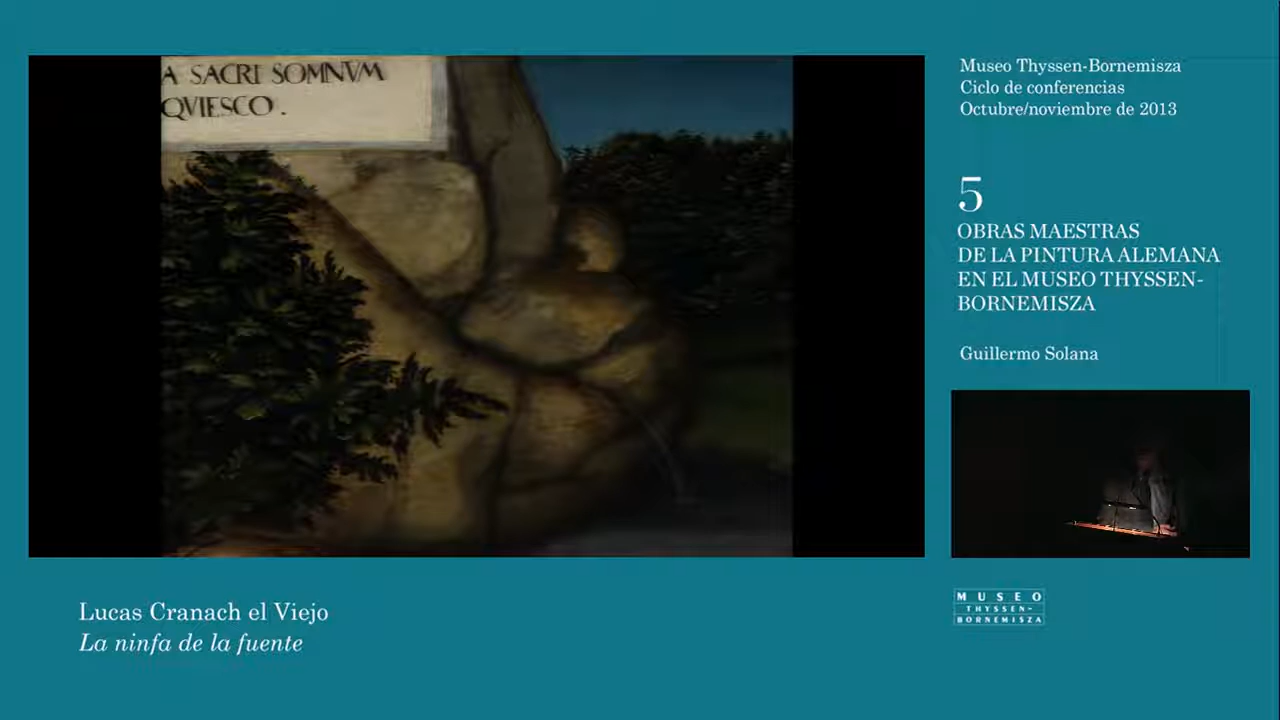 A SACRI SOMNVM
QVIESCO .
Museo Thyssen-Bornemisza
Ciclo de conferencias
Octubre/noviembre de 2013
5
OBRAS MAESTRAS
DE LA PINTURA ALEMANA
EN EL MUSEO THYSSEN-
BORNEMISZA
Guillermo Solana
Lucas Cranach el Viejo
La ninfa de la fuente
MUSEO
THYSSEN-
BORNEMISZA